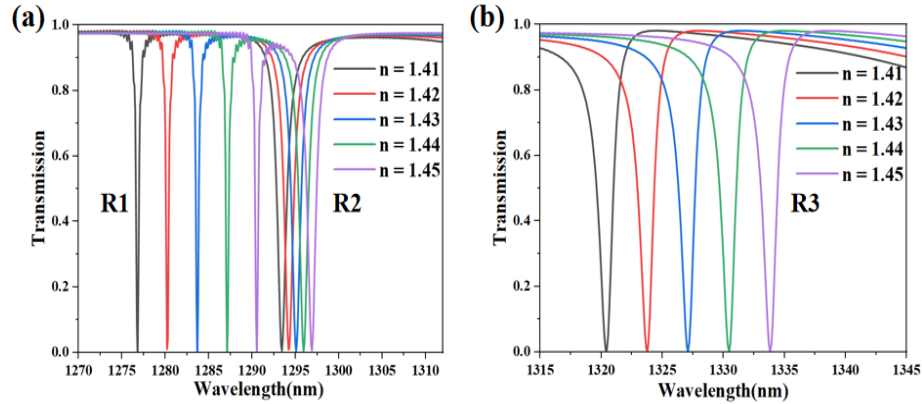 (a)
Transmission
1.0
0.8
0.6
0.4
0.2
0.0
n = 1.41
n = 1.42
n = 1.43
n = 1.44
n = 1.45
R1
R2
1270 1275 1280 1285 1290 1295 1300 1305 1310
Wavelength(nm)
(b)
Transmission
1.0
0.8
0.6
0.4
0.2
0.0
n = 1.41
n = 1.42
n = 1.43
n = 1.44
n = 1.45
R3
1315 1320 1325 1330 1335 1340 1345
Wavelength(nm)